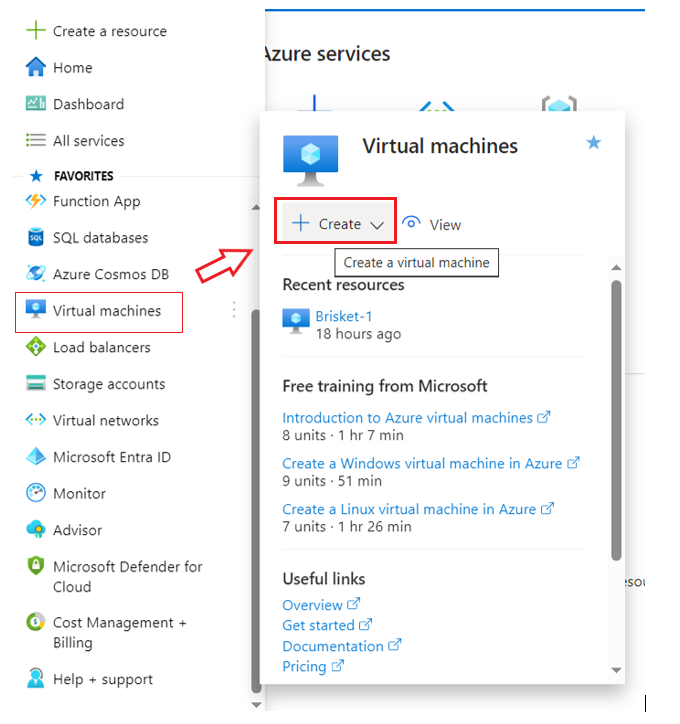 Create a resource
Home
Dashboard
All services
FAVORITES
Function App
SQL databases
Azure Cosmos DB
Virtual machines
Load balancers
Storage accounts
Virtual networks
Microsoft Entra ID
Monitor
Advisor
Microsoft Defender for
Cloud
Cost Management +
Billing
Help + support
Azure services
Virtual machines
Create
View
Create a virtual machine
Recent resources
Brisket-1
18 hours ago
Free training from Microsoft
Introduction to Azure virtual machines
8 units · 1 hr 7 min
Create a Windows virtual machine in Azure
9 units · 51 min
Create a Linux virtual machine in Azure
7 units · 1 hr 26 min
Useful links
Overview
Get started
Documentation
Pricing